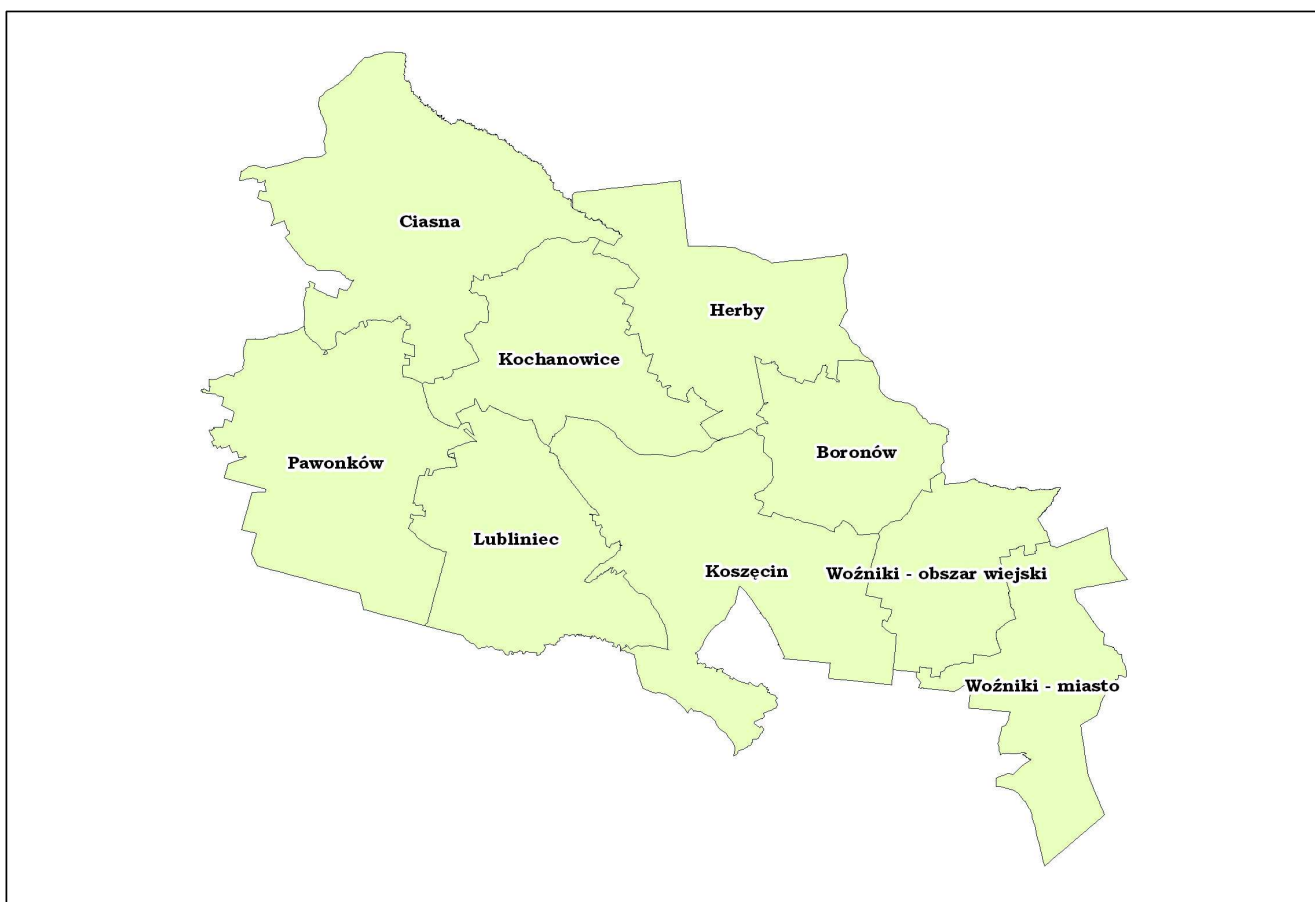 Ciasna
Herby
Kochanowice
Boronów
Pawonków
Lubliniec
Koszęcin
Woźniki - obszar wiejski
Woźniki - miasto